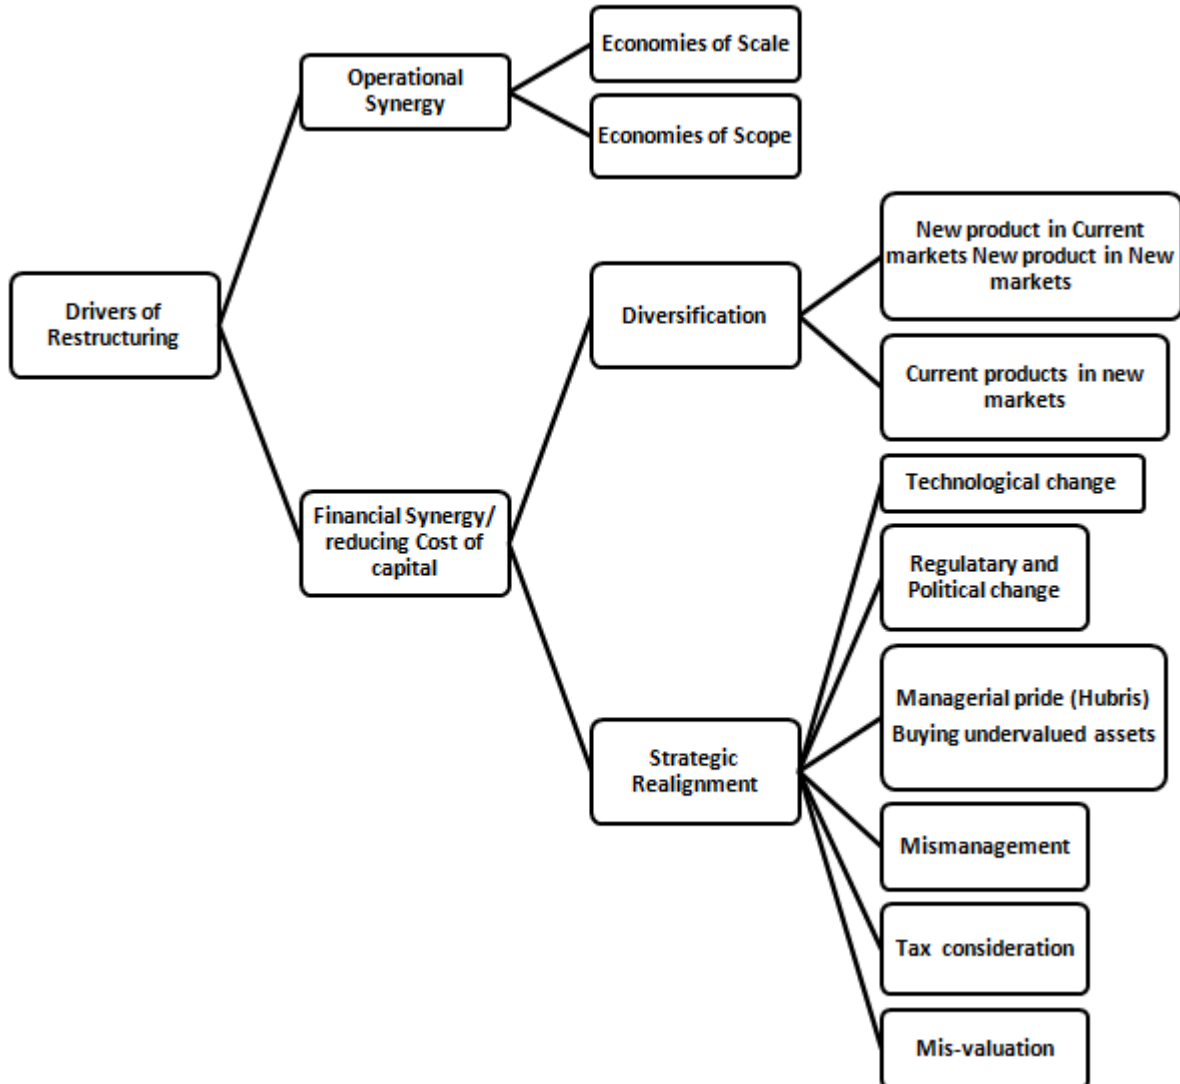 Economies of Scale
Operational
Synergy
Economies of Scope
New product in Current
markets New product in New
markets
Drivers of
Restructuring
Diversification
Current products in new
markets
Technological change
Financial Synergy/
reducing Cost of
capital
Regulatary and
Political change
Managerial pride (Hubris)
Buying undervalued assets
Strategic
Realignment
Mismanagement
Tax consideration
Mis-valuation